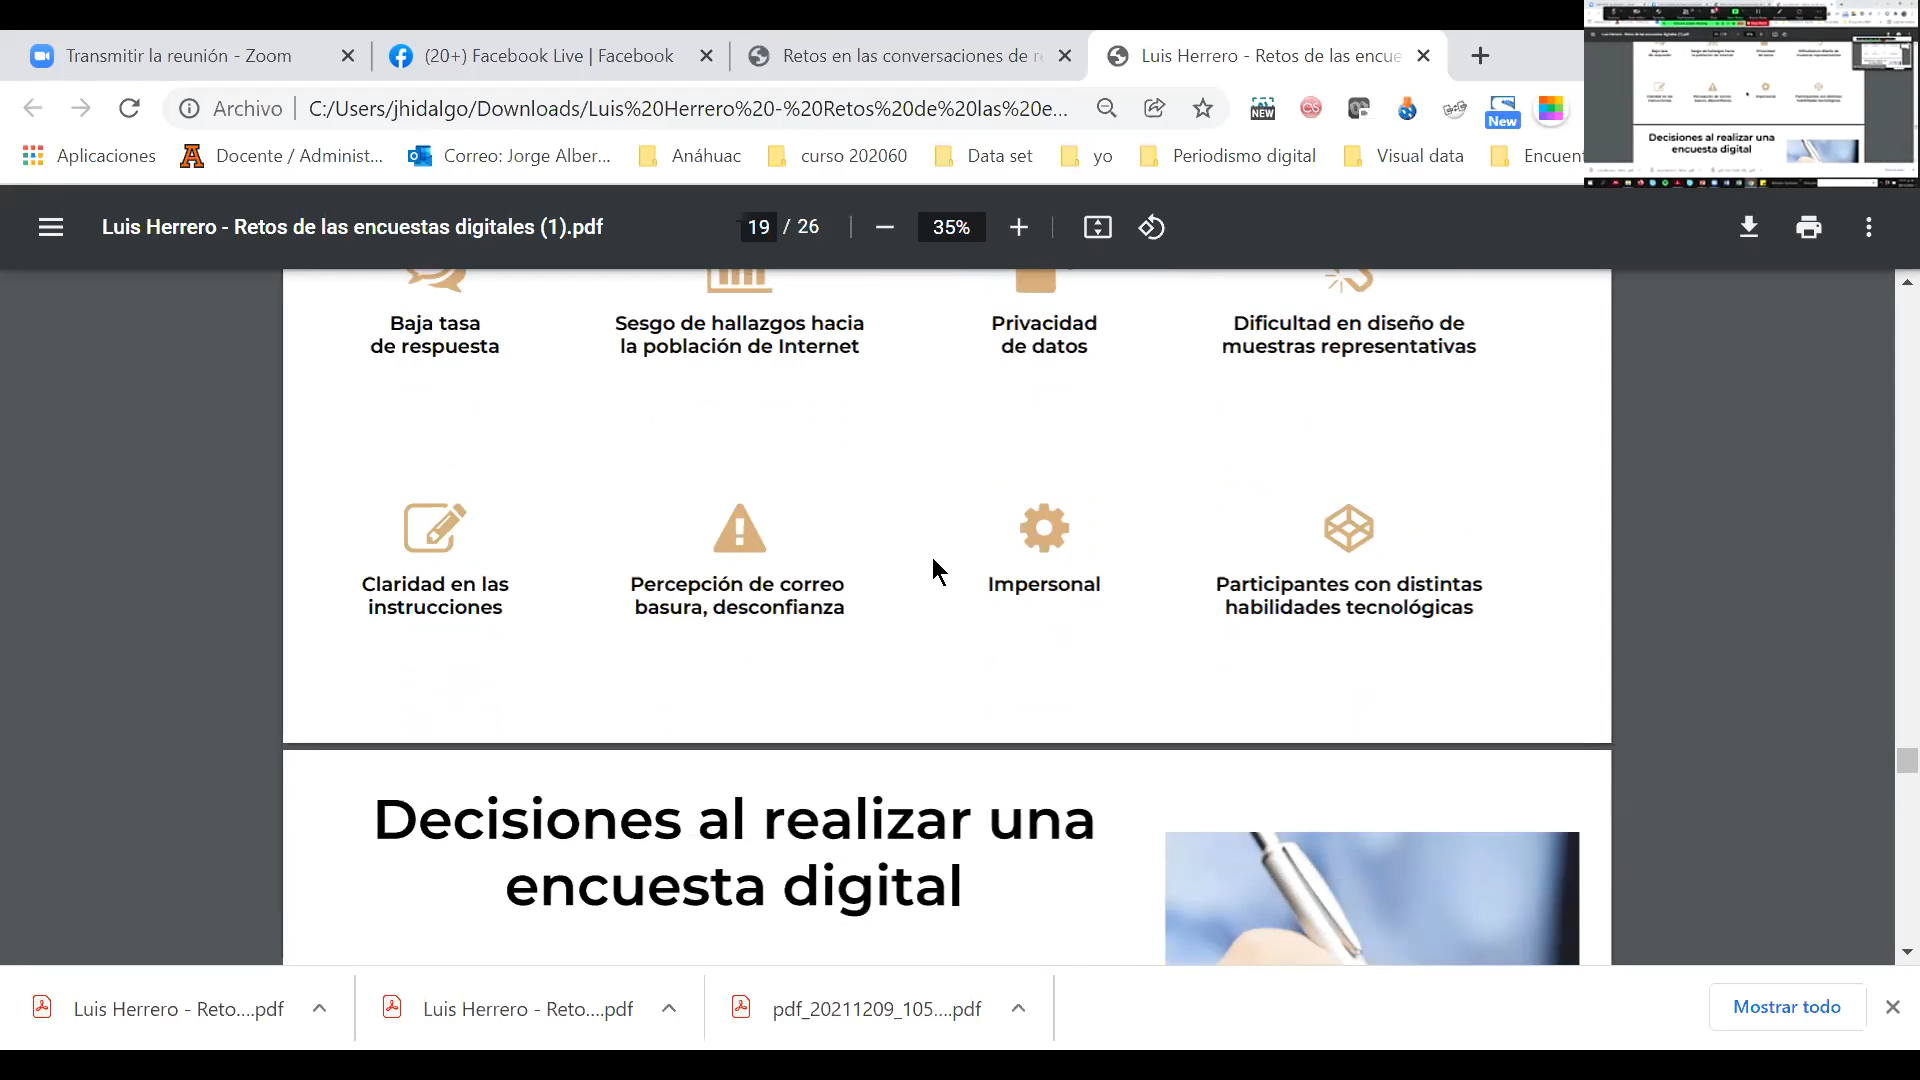 Transmitir la reunión - Zoom
(20+) Facebook Live | Facebook
Retos en las conversaciones de r
Luis Herrero - Retos de las encue
Archivo
C:/Users/jhidalgo/Downloads/Luis%20Herrero%20-%20Retos%20de%20las%20e...
NEW
New
Aplicaciones
Docente / Administ...
Correo: Jorge Alber...
Anáhuac
curso 202060
Data set
yo
Periodismo digital
Visual data
Encuen
Decisiones al realizar una
encuesta digital
Luis Herrero - Retos de las encuestas digitales (1).pdf
19 / 26
35%
Baja tasa
de respuesta
Sesgo de hallazgos hacia
la población de Internet
Privacidad
de datos
Dificultad en diseño de
muestras representativas
Claridad en las
instrucciones
Percepción de correo
basura, desconfianza
Impersonal
Participantes con distintas
habilidades tecnológicas
Decisiones al realizar una
encuesta digital
Luis Herrero - Reto....pdf
Luis Herrero - Reto....pdf
pdf_20211209_105....pdf
Mostrar todo